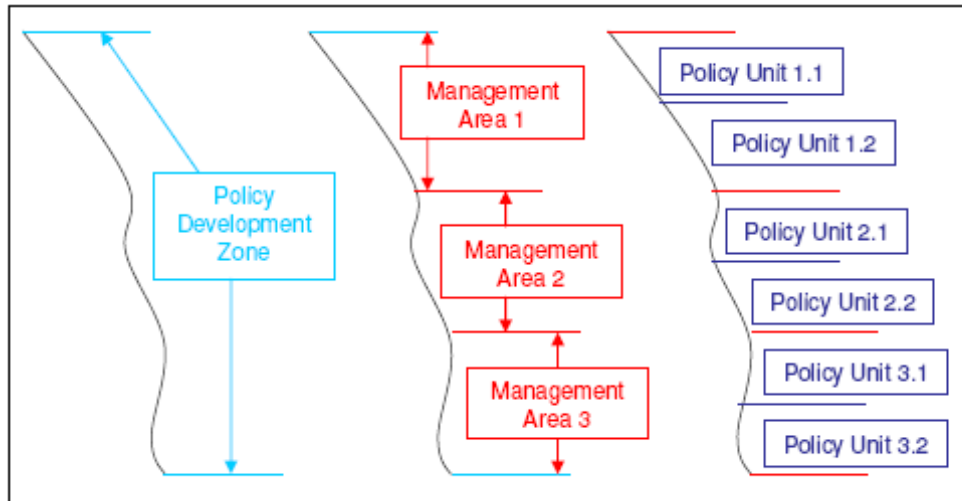 Policy
Development
Zone
Management
Area 1
Management
Area 2
Management
Area 3
Policy Unit 1.1
Policy Unit 1.2
Policy Unit 2.1
Policy Unit 2.2
Policy Unit 3.1
Policy Unit 3.2